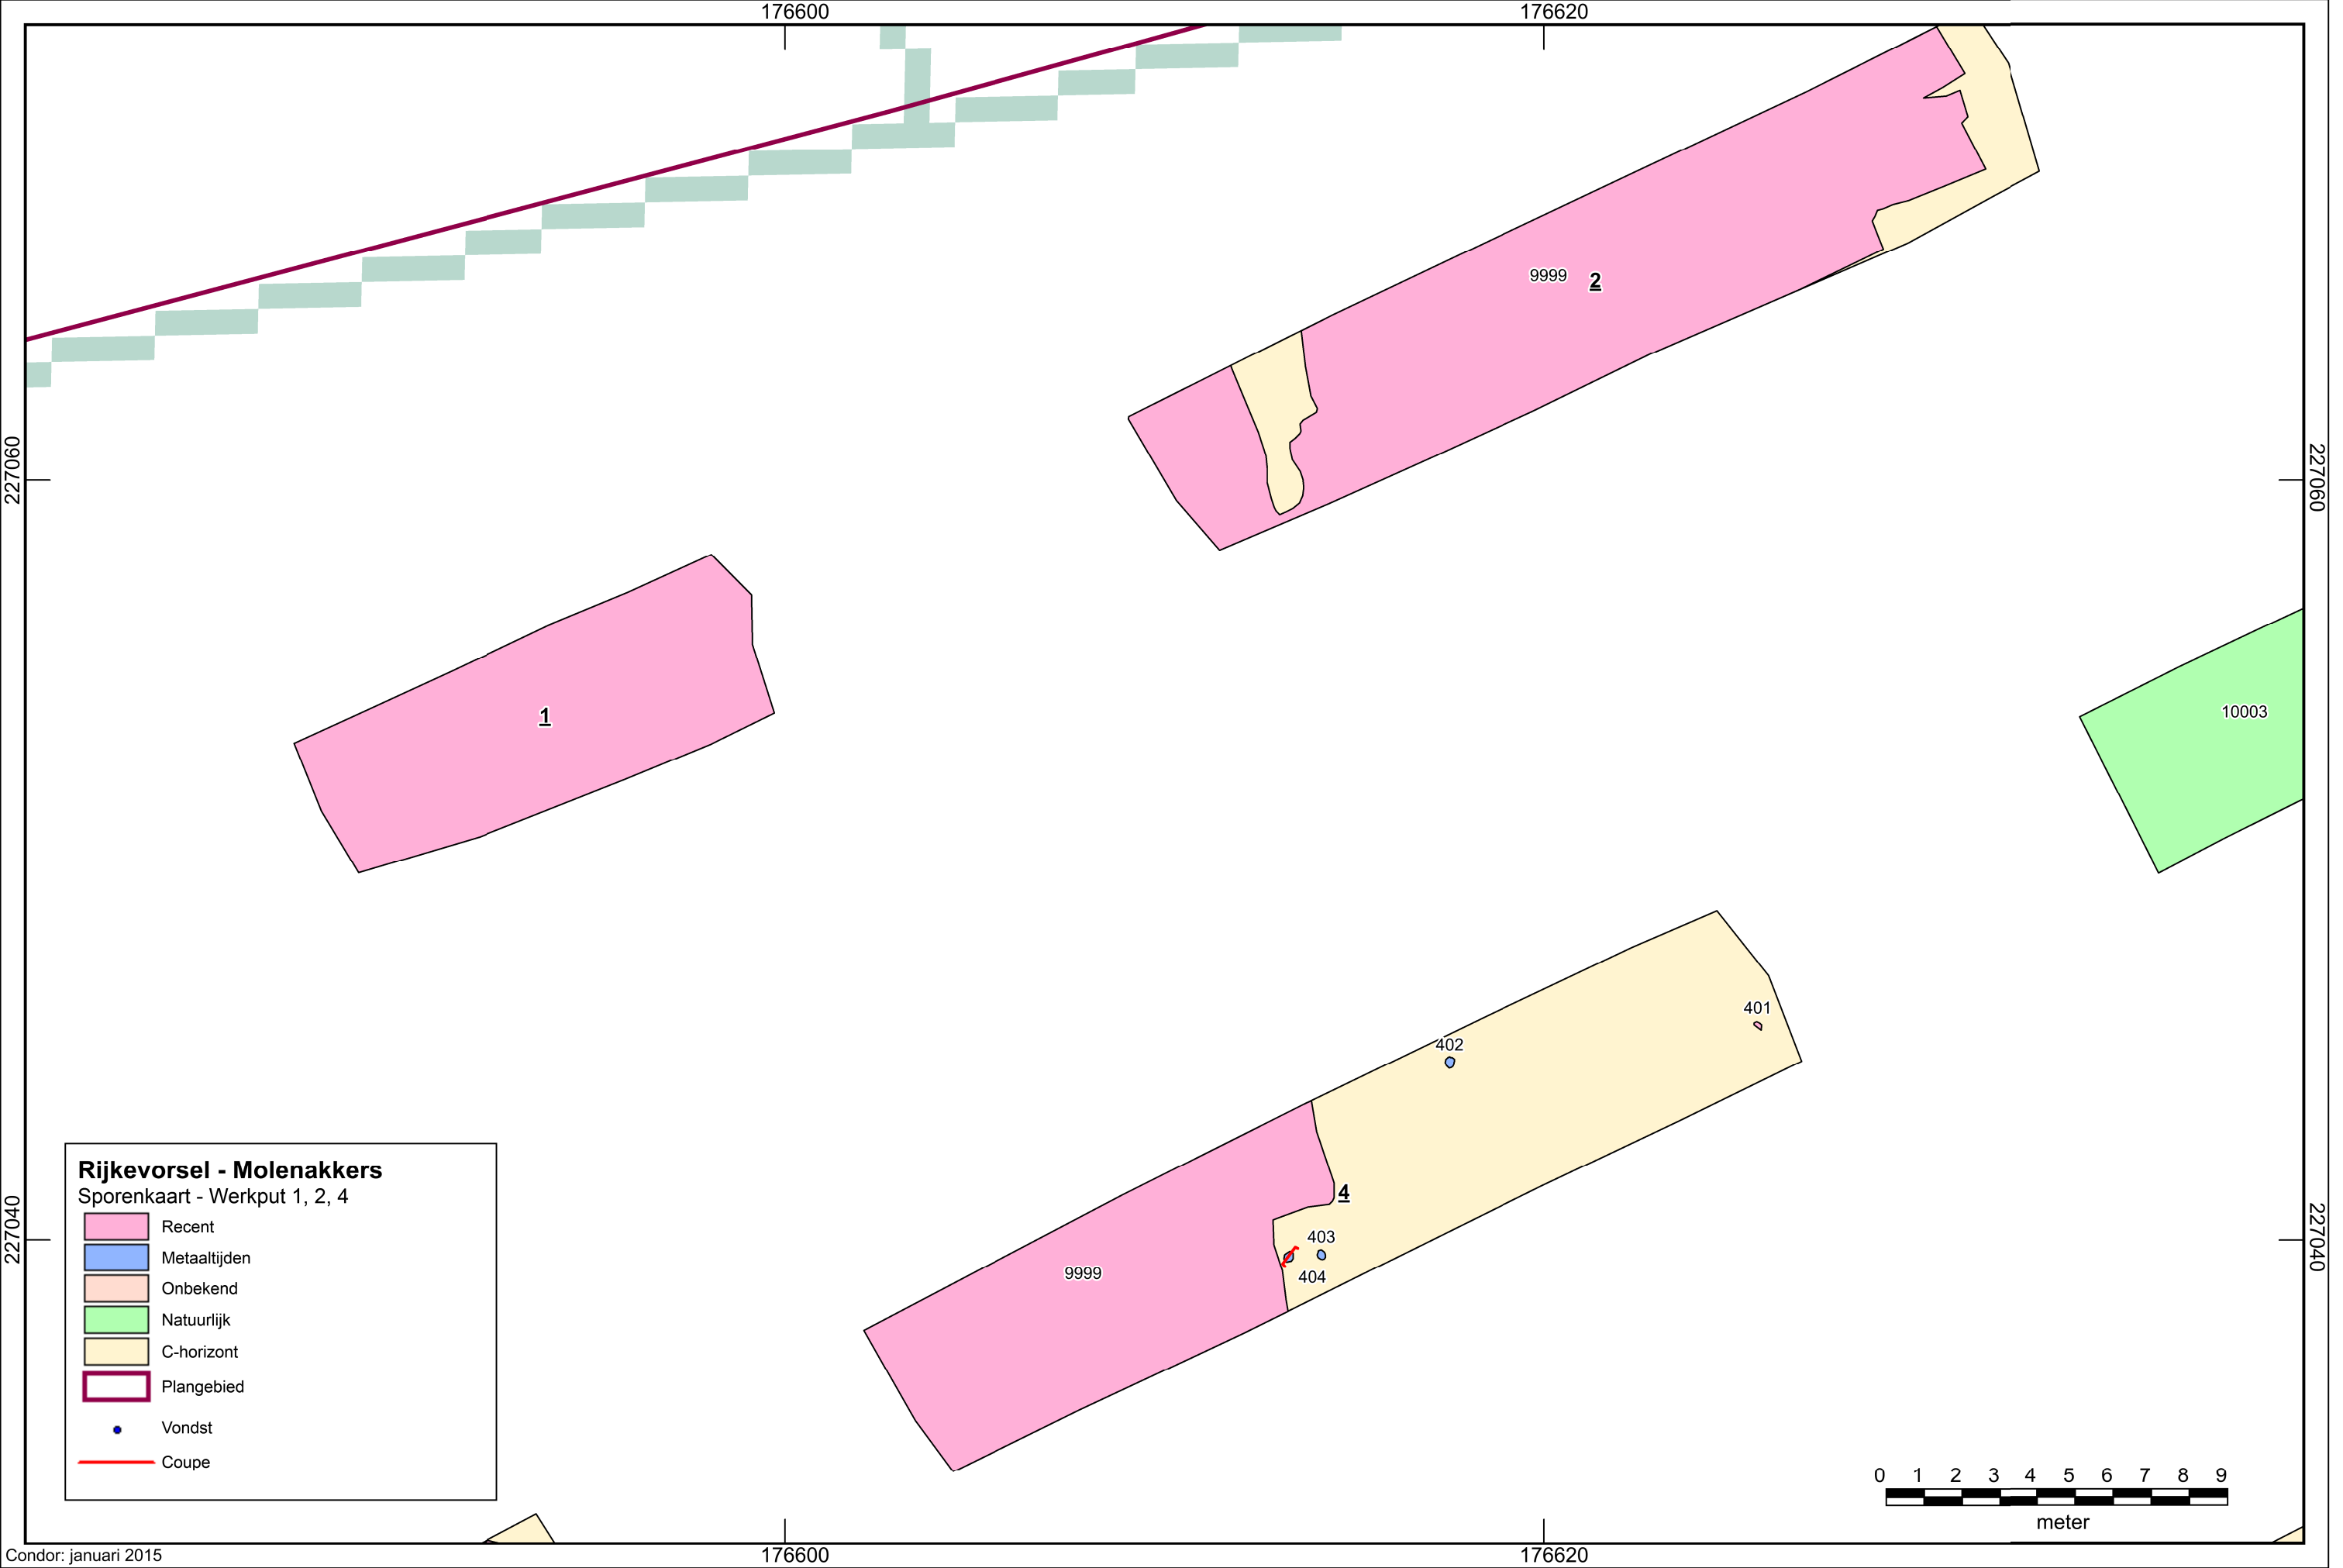 176600 176620
9999 2
227060 227060
1
10003
401
402
4
403
404
9999
227040 227040
Rijkevorsel - Molenakkers
Sporenkaart - Werkput 1, 2, 4
Recent
Metaaltijden
Onbekend
Natuurlijk
C-horizont
Plangebied
Vondst
Coupe
0 1 2 3 4 5 6 7 8 9
meter
Condor: januari 2015
176600 176620